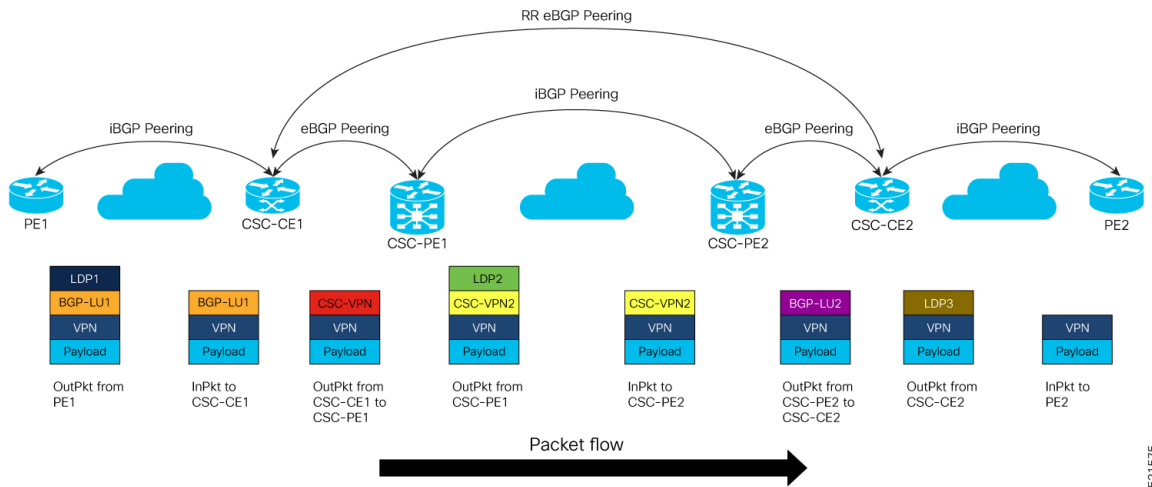 RR eBGP Peering
iBGP Peering
iBGP Peering
eBGP Peering
eBGP Peering
iBGP Peering
PE1
CSC-CE1
CSC-PE1
CSC-PE2
CSC-CE2
PE2
LDP1
BGP-LU1
VPN
Payload
OutPkt from
PE1
BGP-LU1
VPN
Payload
InPkt to
CSC-CE1
CSC-VPN
VPN
Payload
OutPkt from
CSC-CE1 to
CSC-PE1
LDP2
CSC-VPN2
VPN
Payload
OutPkt from
CSC-PE1
CSC-VPN2
VPN
Payload
InPkt to
CSC-PE2
BGP-LU2
VPN
Payload
OutPkt from
CSC-PE2 to
CSC-CE2
LDP3
VPN
Payload
OutPkt from
CSC-CE2
VPN
Payload
InPkt to
PE2
Packet flow